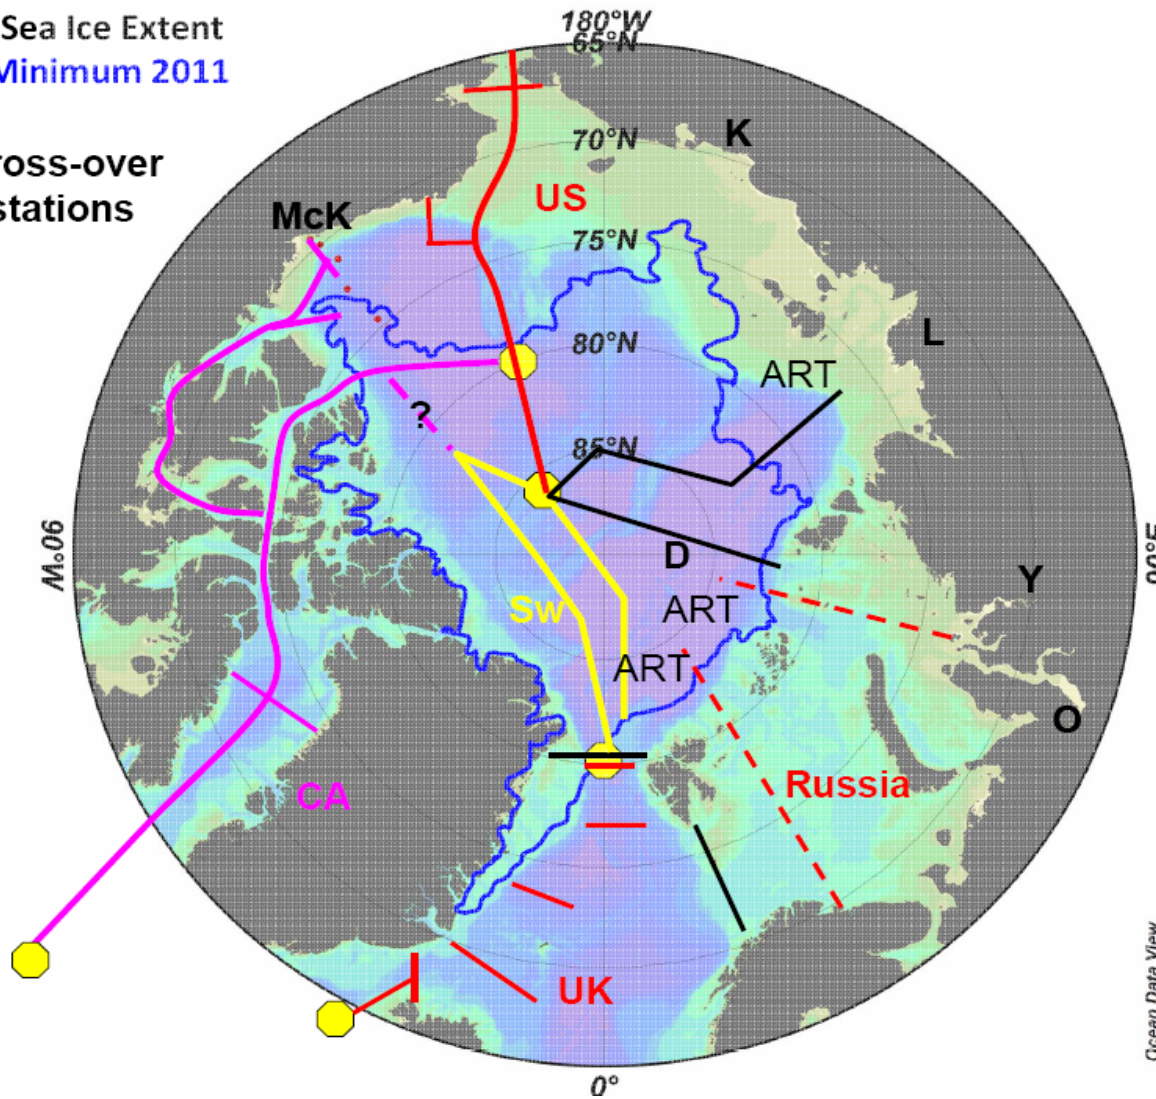 Sea Ice Extent
Minimum 2011
ross-over
stations
180°W
65°N
70°N
K
US
McK
75°N
80°N
L
ART
?
85°N
90°W
D
90°E
Y
Sw
ART
ART
O
CA
Russia
UK
Ocean Data View
0°